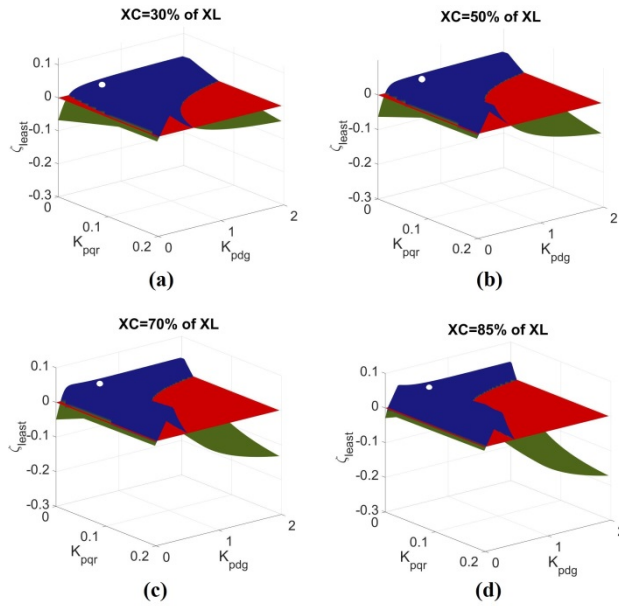 XC=30% of XL
0.1
0
-0.1
-0.2
-0.3
ζleast
0
0.1
0.2
Kpqr
0
1
2
Kpdg
(a)
XC=50% of XL
0
-0.1
-0.2
-0.3
ζleast
0
0.1
0.2
Kpqr
0
1
2
Kpdg
(b)
XC=70% of XL
0.1
0
-0.1
-0.2
-0.3
ζleast
0
0.1
0.2
Kpqr
0
1
2
Kpdg
(c)
XC=85% of XL
0.1
0
-0.1
-0.2
-0.3
ζleast
0
0.1
0.2
Kpqr
0
1
2
Kpdg
(d)